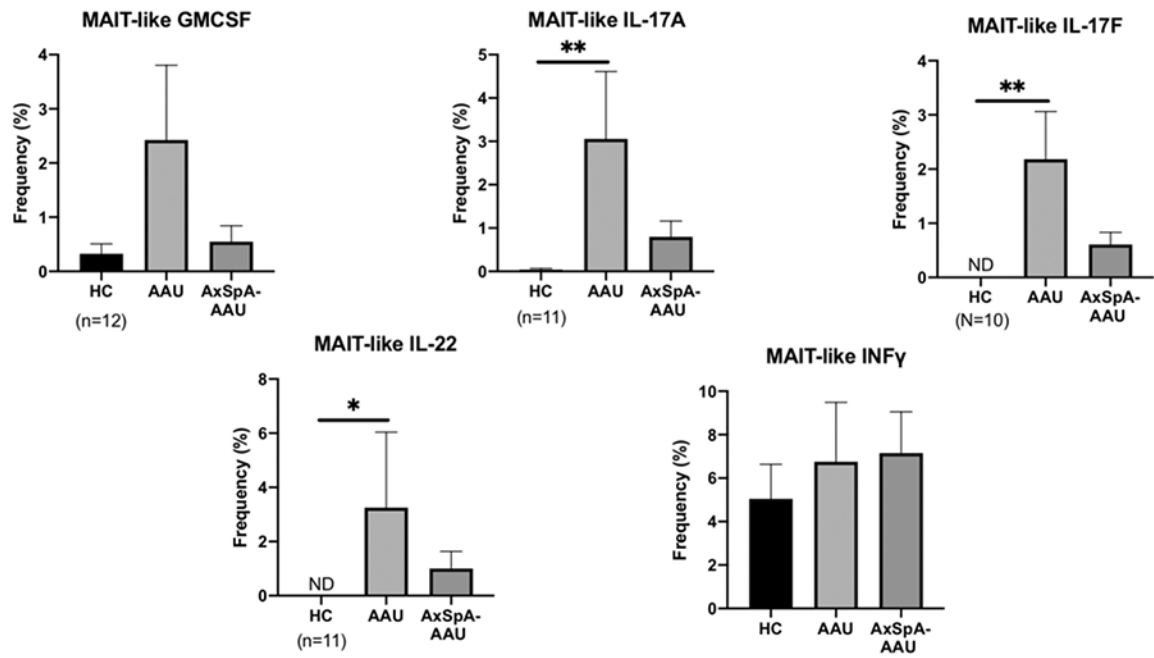 MAIT-like GMCSF
Frequency (%)
4
3
2
1
0
HC
AAU
AxSpA-
AAU
(n=12)
MAIT-like IL-17A
Frequency (%)
5
4
3
2
1
0
**
HC
AAU
AxSpA-
AAU
(n=11)
MAIT-like IL-17F
Frequency (%)
4
3
2
1
0
**
ND
HC
AAU
AxSpA-
AAU
(N=10)
MAIT-like IL-22
Frequency (%)
8
6
4
2
0
*
ND
HC
AAU
AxSpA-
AAU
(n=11)
MAIT-like INFγ
Frequency (%)
10
8
6
4
2
0
HC
AAU
AxSpA-
AAU